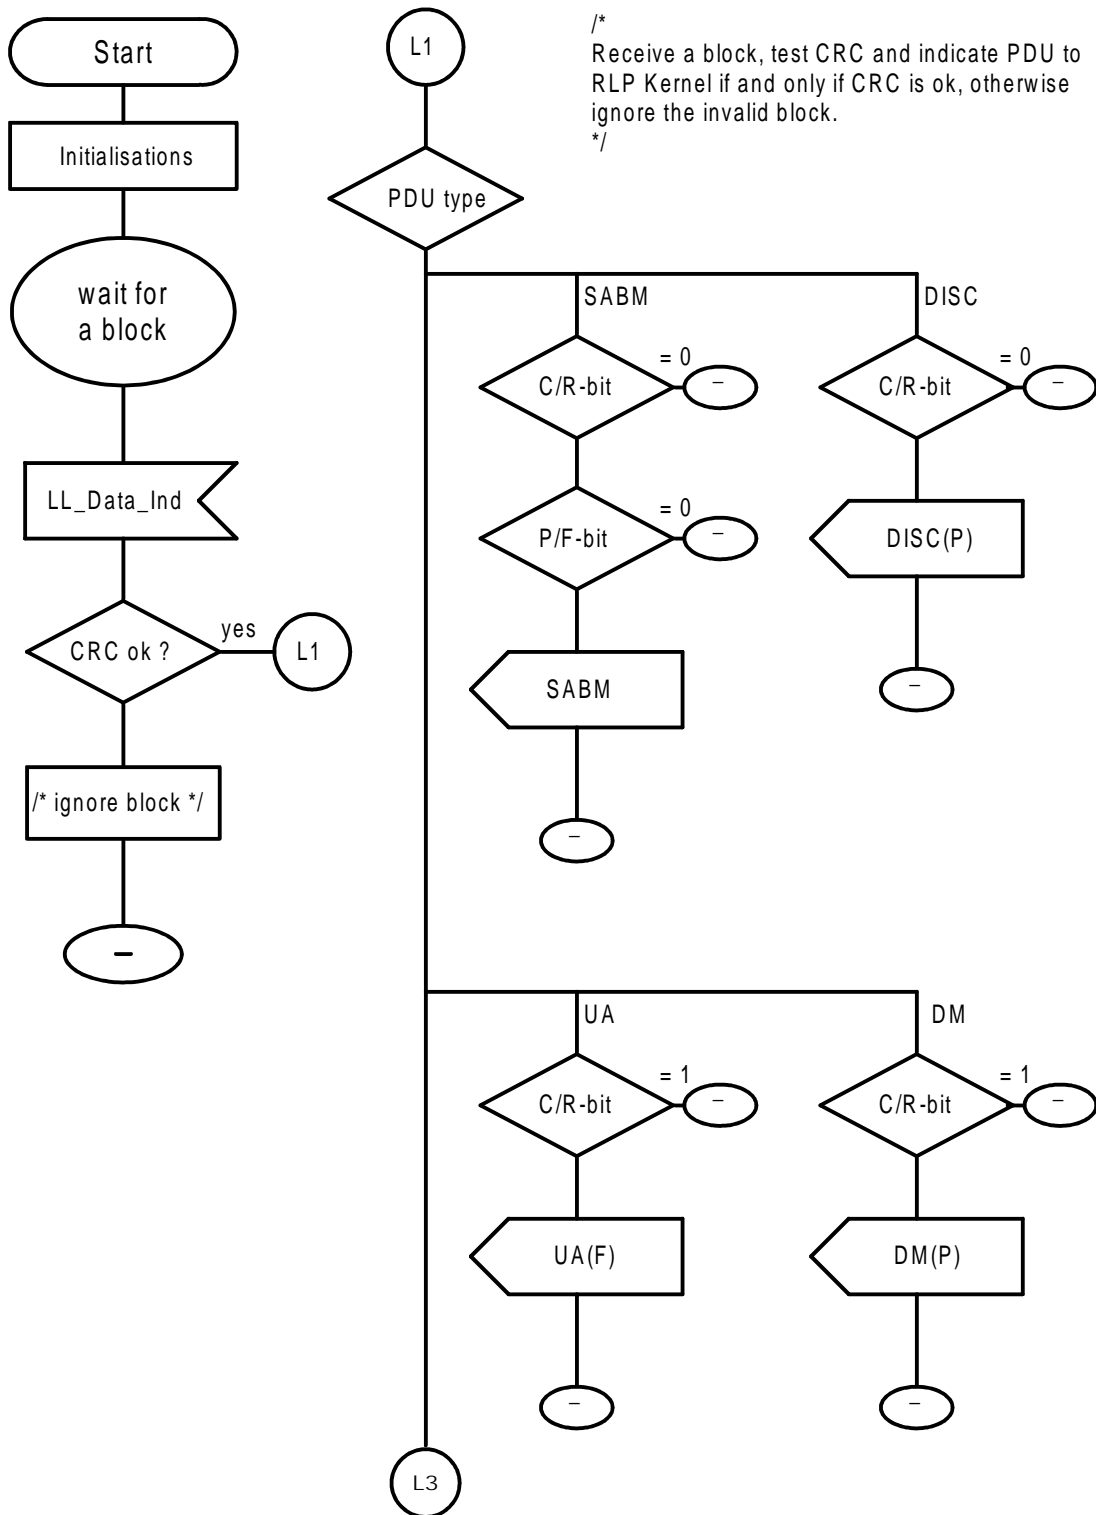 Start
Initialisations
wait for
a block
LL_Data_Ind
CRC ok ?
yes
L1
/* ignore block */
–
L1
/*
Receive a block, test CRC and indicate PDU to
RLP Kernel if and only if CRC is ok, otherwise
ignore the invalid block.
*/
PDU type
SABM
C/R-bit
= 0
–
P/F-bit
= 0
–
SABM
–
DISC
C/R-bit
= 0
–
DISC(P)
–
UA
C/R-bit
= 1
–
UA(F)
–
DM
C/R-bit
= 1
–
DM(P)
–
L3